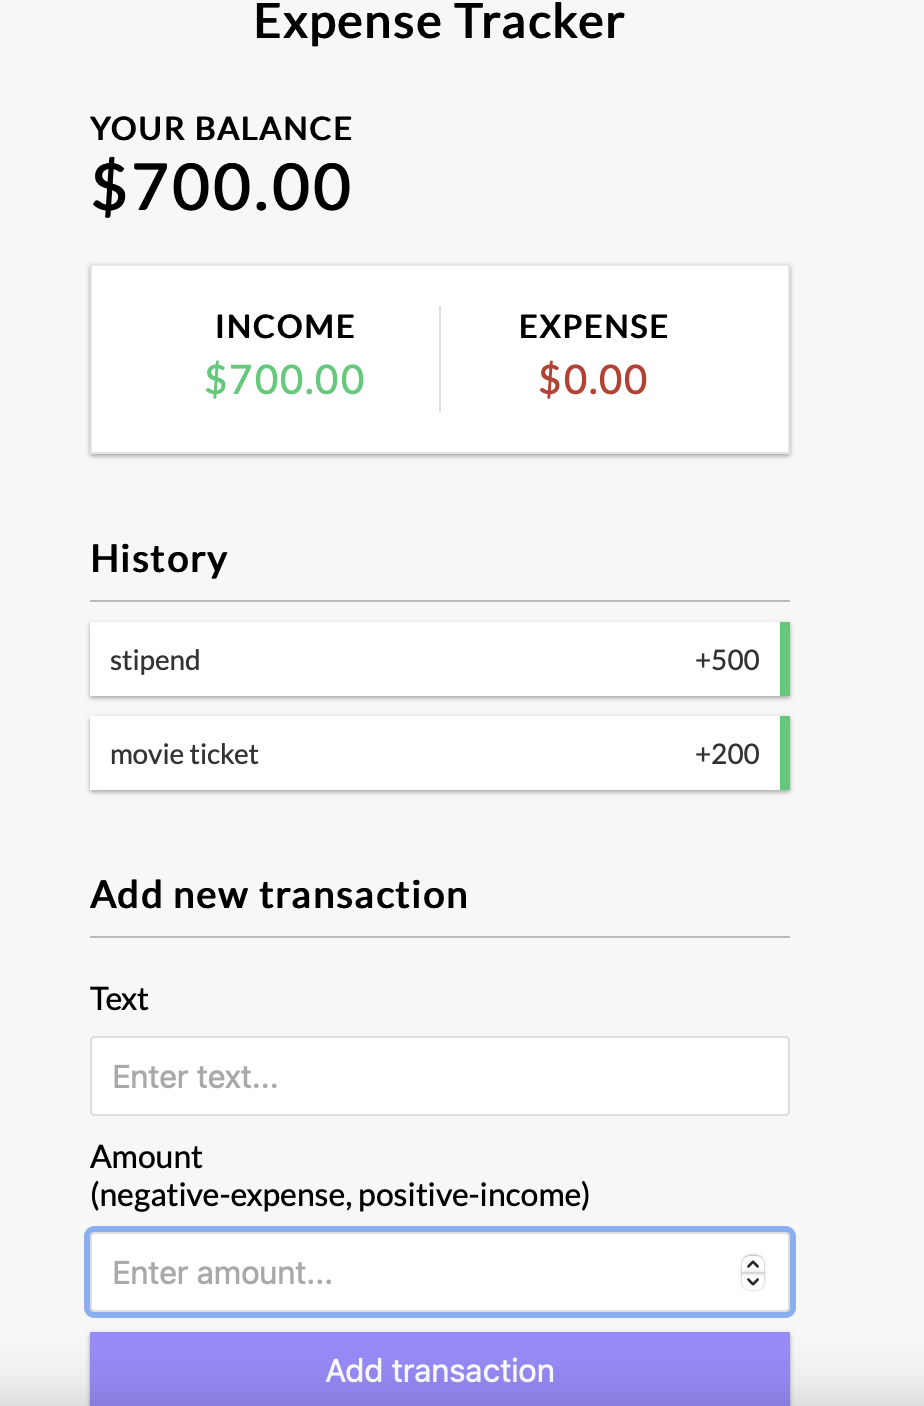 Expense Tracker
YOUR BALANCE
$700.00
INCOME
$700.00
EXPENSE
$0.00
History
stipend +500
movie ticket +200
Add new transaction
Text
Enter text...
Amount
(negative-expense, positive-income)
Enter amount...
Add transaction